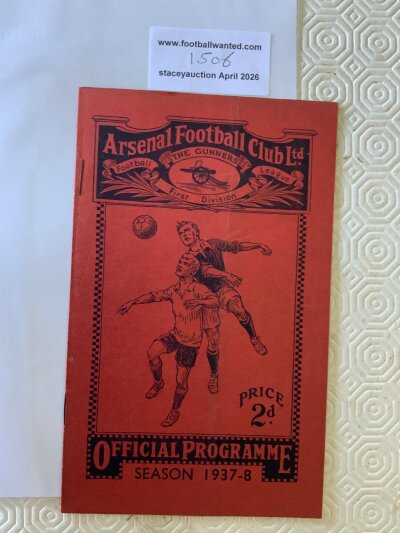 www.footballwanted.com
1506
staceyauction April 2026
Arsenal Football Club Ltd.
THE GUNNERS
Football League
First Division
PRICE
2d.
OFFICIAL PROGRAMME
SEASON 1937-8